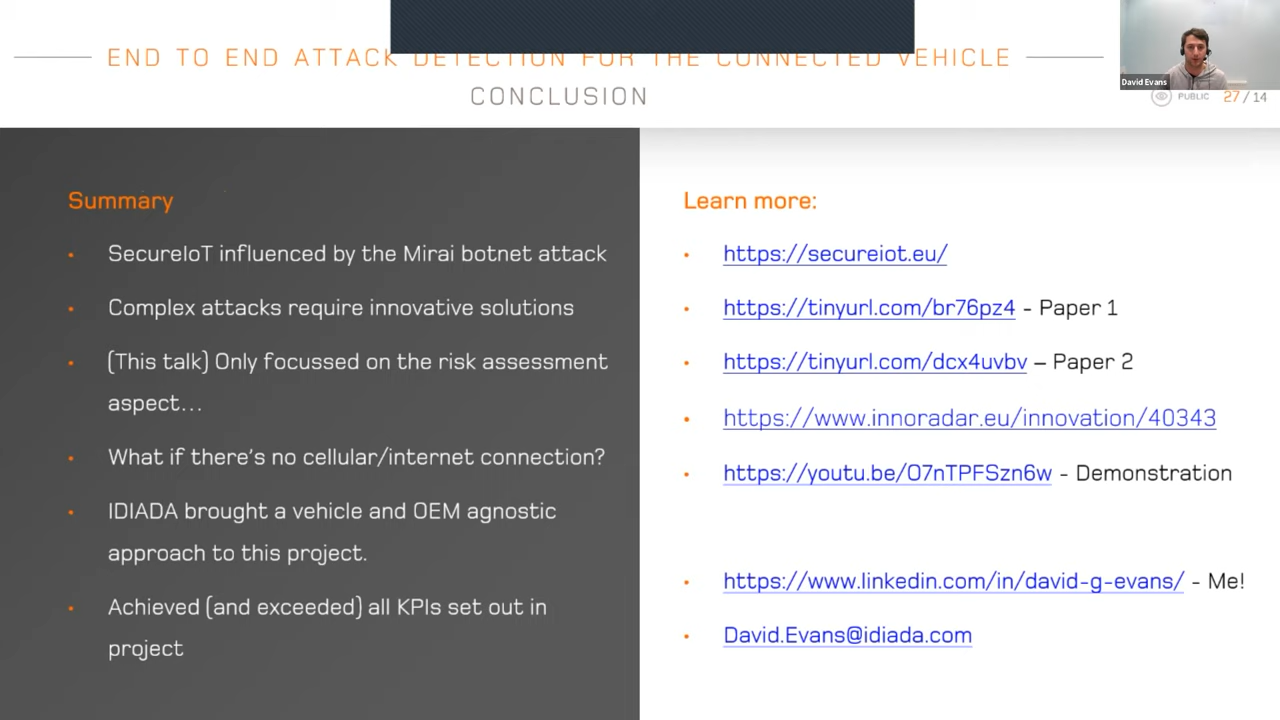 END TO END ATTACK DETECTION FOR THE CONNECTED VEHICLE
CONCLUSION
David Evans
PUBLIC 27 / 14
Summary
• SecureIoT influenced by the Mirai botnet attack
• Complex attacks require innovative solutions
• (This talk) Only focussed on the risk assessment
aspect...
• What if there's no cellular/internet connection?
• IDIADA brought a vehicle and OEM agnostic
approach to this project.
• Achieved (and exceeded) all KPIs set out in
project
Learn more:
• https://secureiot.eu/
• https://tinyurl.com/br76pz4 - Paper 1
• https://tinyurl.com/dcx4uvbv – Paper 2
• https://www.innoradar.eu/innovation/40343
• https://youtu.be/O7nTPFSzn6w - Demonstration
• https://www.linkedin.com/in/david-g-evans/ - Me!
• David.Evans@idiada.com